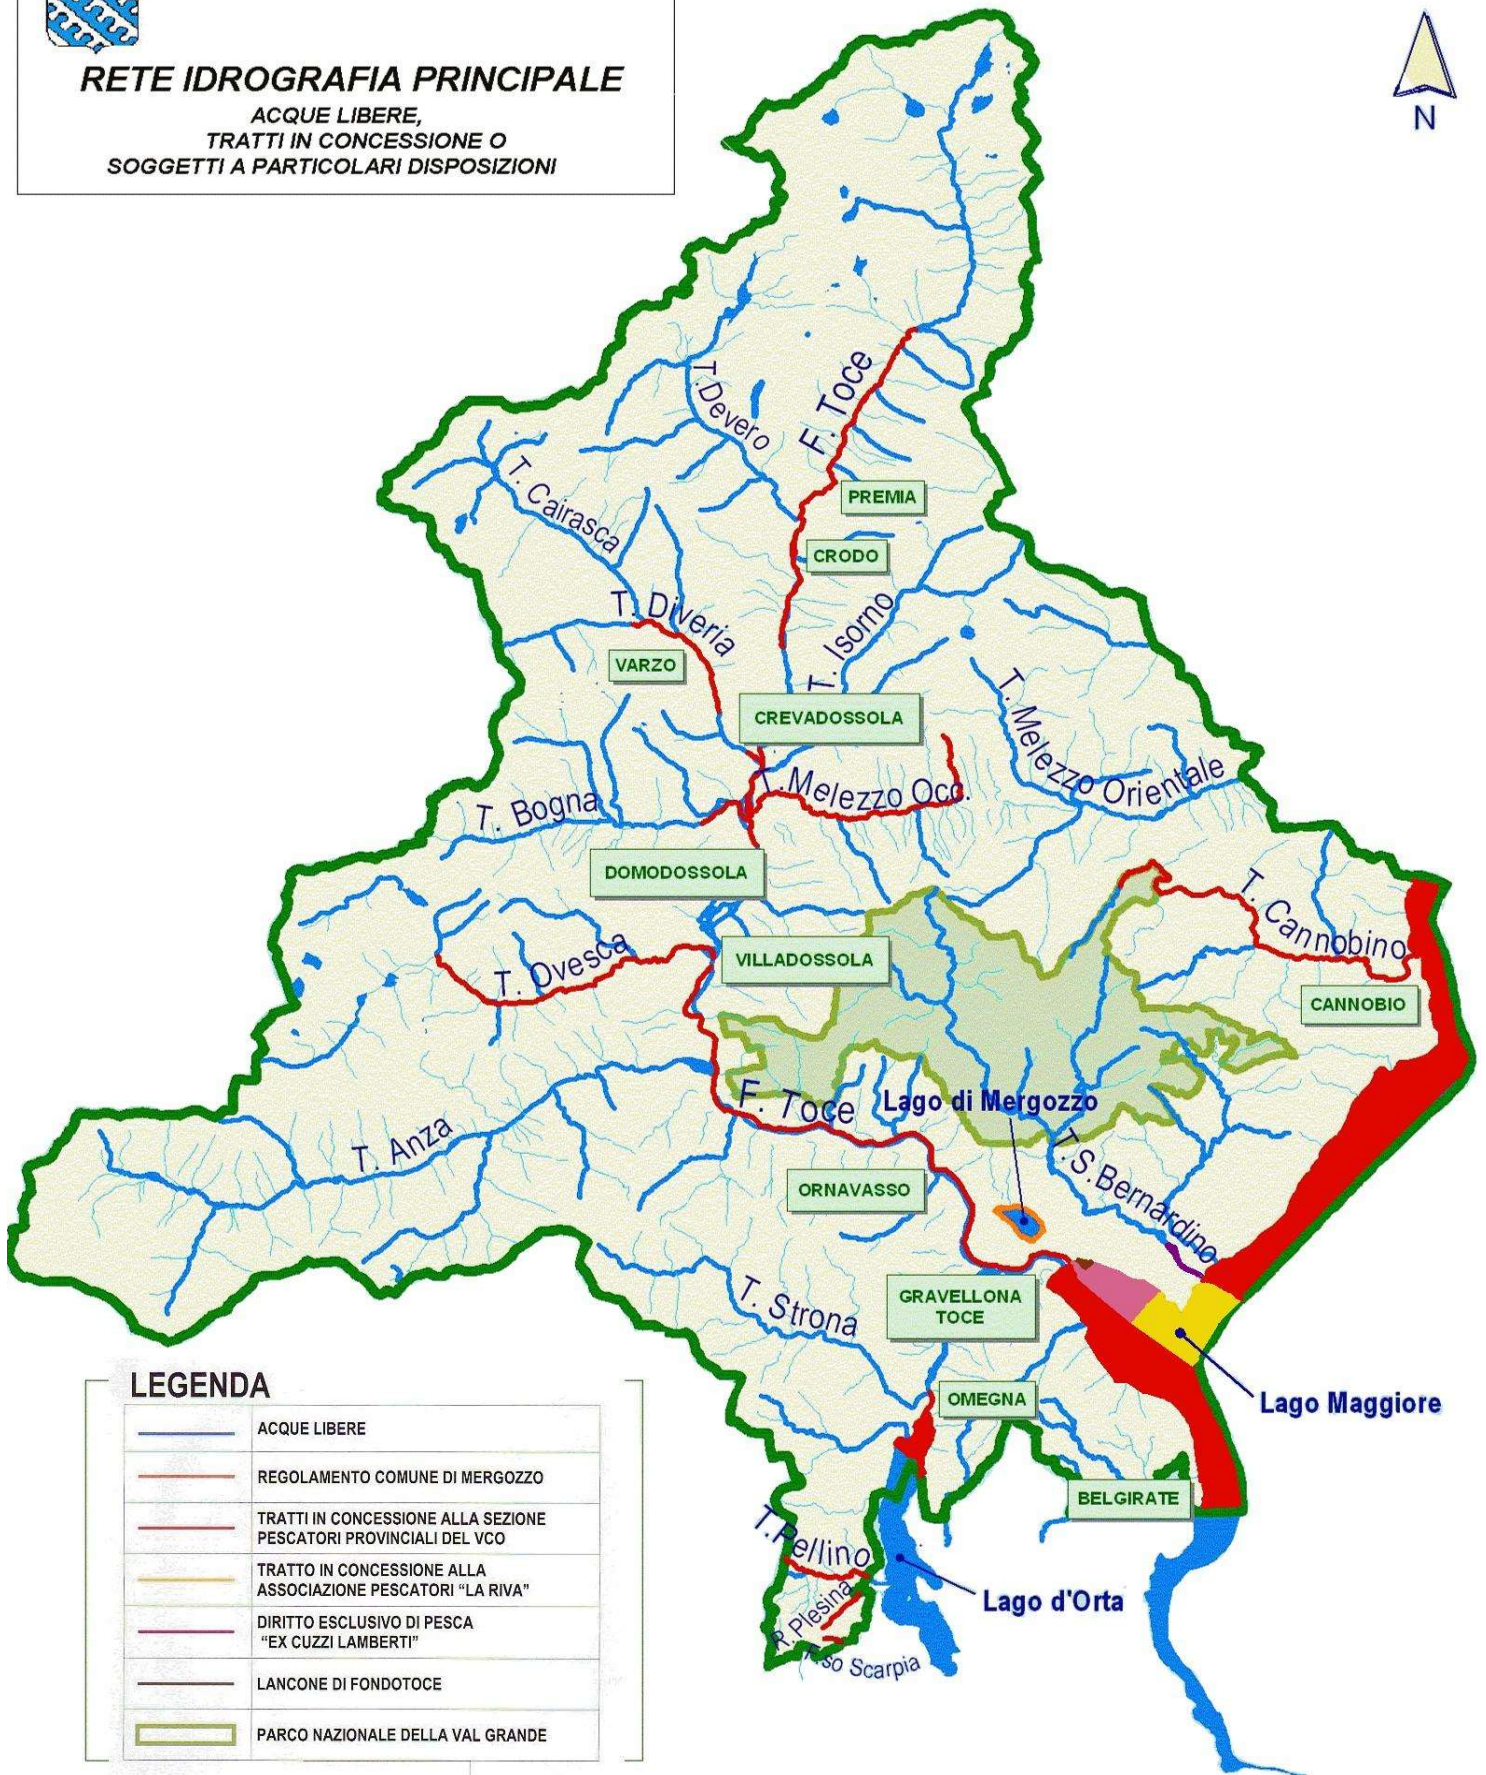 RETE IDROGRAFIA PRINCIPALE
ACQUE LIBERE,
TRATTI IN CONCESSIONE O
SOGGETTI A PARTICOLARI DISPOSIZIONI
N
F. Toce
T. Devero
PREMIA
T. Cairasca
CRODO
T. Diveria
T. Isorno
VARZO
CREVADOSSOLA
T. Melezzo Orientale
T. Melezzo Occ.
T. Bogna
DOMODOSSOLA
T. Cannobino
T. Ovesca
VILLADOSSOLA
CANNOBIO
F. Toce
Lago di Mergozzo
T. Anza
T. S. Bernardino
ORNAVASSO
T. Strona
GRAVELLONA
TOCE
OMEGNA
Lago Maggiore
BELGIRATE
T. Pellino
Lago d'Orta
R. Plesina
F.so Scarpia
LEGENDA
ACQUE LIBERE
REGOLAMENTO COMUNE DI MERGOZZO
TRATTI IN CONCESSIONE ALLA SEZIONE
PESCATORI PROVINCIALI DEL VCO
TRATTO IN CONCESSIONE ALLA
ASSOCIAZIONE PESCATORI “LA RIVA”
DIRITTO ESCLUSIVO DI PESCA
“EX CUZZI LAMBERTI”
LANCONE DI FONDOTOCE
PARCO NAZIONALE DELLA VAL GRANDE